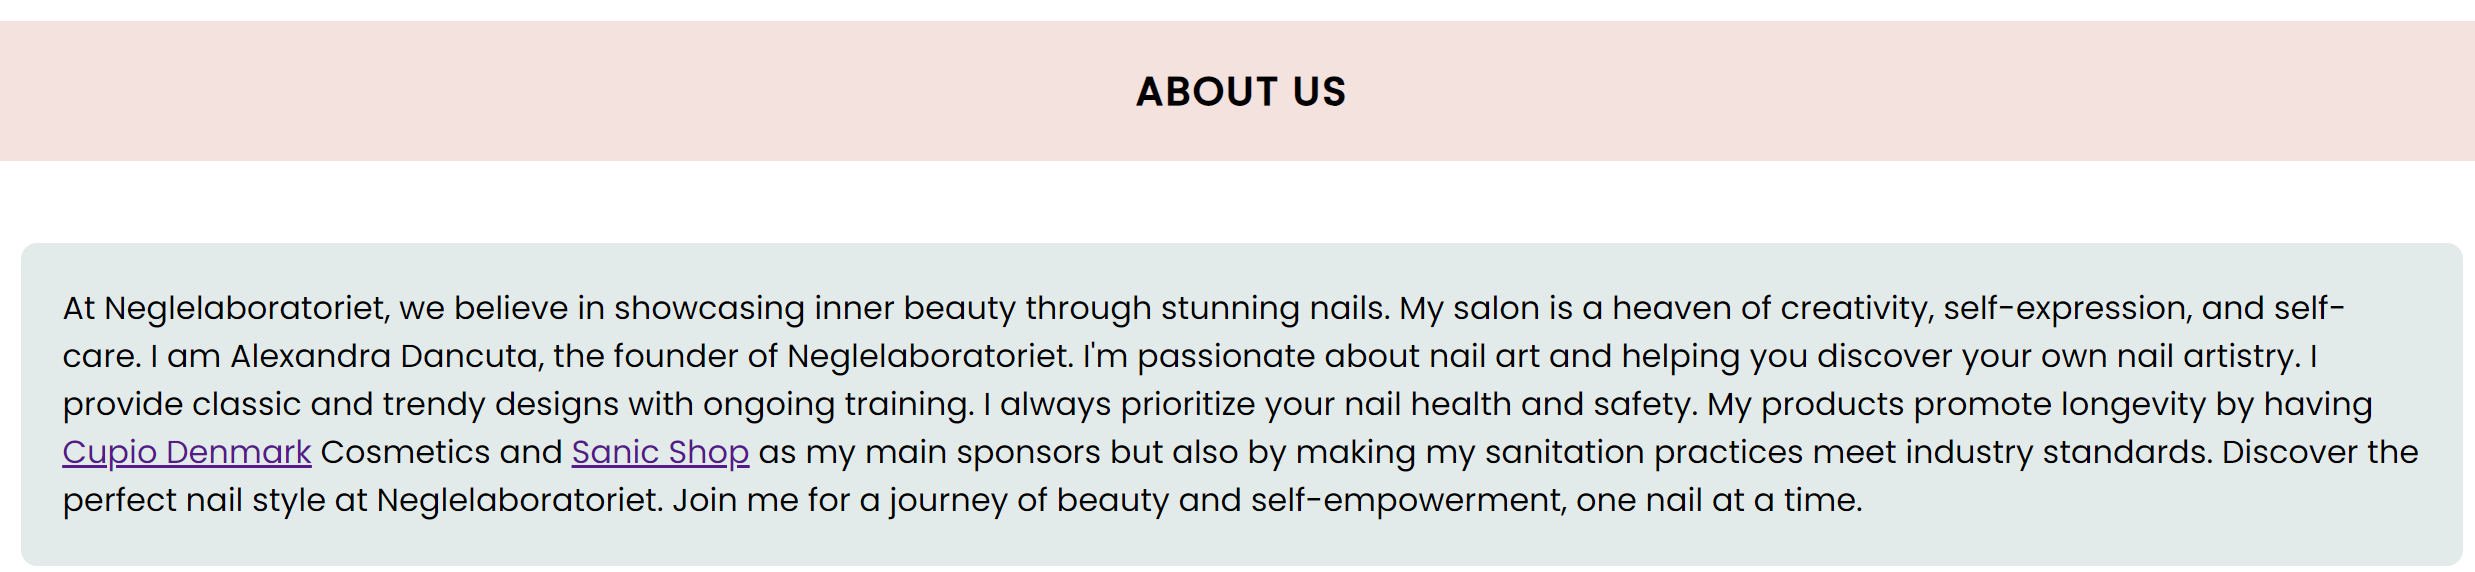 ABOUT US
At Neglelaboratoriet, we believe in showcasing inner beauty through stunning nails. My salon is a heaven of creativity, self-expression, and self-
care. I am Alexandra Dancuta, the founder of Neglelaboratoriet. I'm passionate about nail art and helping you discover your own nail artistry. I
provide classic and trendy designs with ongoing training. I always prioritize your nail health and safety. My products promote longevity by having
Cupio Denmark Cosmetics and Sanic Shop as my main sponsors but also by making my sanitation practices meet industry standards. Discover the
perfect nail style at Neglelaboratoriet. Join me for a journey of beauty and self-empowerment, one nail at a time.